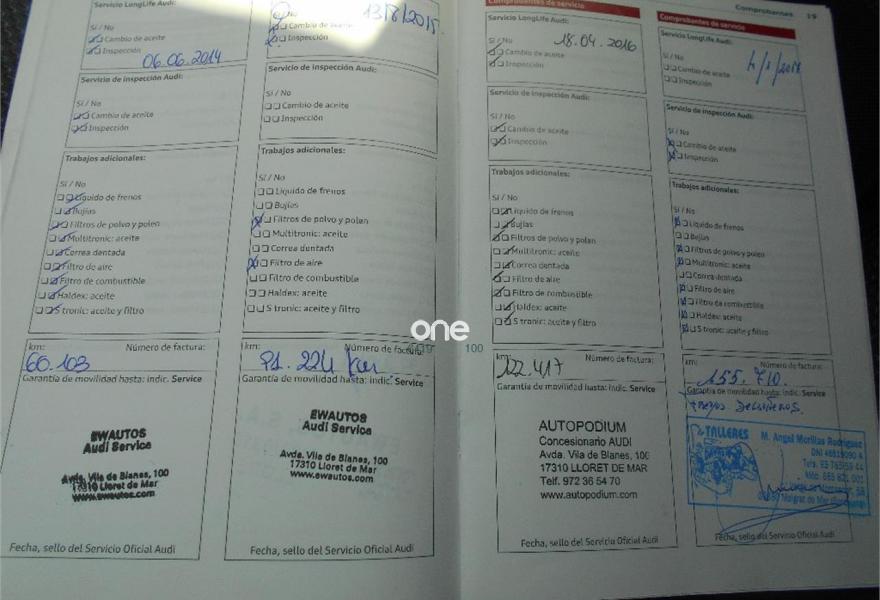 Servicio LongLife Audi:
Sí / No
Cambio de aceite
Inspección
06.06.2014
Servicio de inspección Audi:
Sí / No
Cambio de aceite
Inspección
Trabajos adicionales:
Sí / No
Líquido de frenos
Bujías
Filtros de polvo y polen
Multitronic: aceite
Correa dentada
Filtro de aire
Filtro de combustible
Haldex: aceite
S tronic: aceite y filtro
km:
Número de factura:
60.103
Garantía de movilidad hasta: indic. Service
EWAUTOS
Audi Service
Avda. Vila de Blanes, 100
17310 Lloret de Mar
www.ewautos.com
Fecha, sello del Servicio Oficial Audi
No
Cambio de aceite
Inspección
13/8/2015
Servicio de inspección Audi:
Sí / No
Cambio de aceite
Inspección
Trabajos adicionales:
Sí / No
Líquido de frenos
Bujías
Filtros de polvo y polen
Multitronic: aceite
Correa dentada
Filtro de aire
Filtro de combustible
Haldex: aceite
S tronic: aceite y filtro
km:
Número de factura:
91.224 km
Garantía de movilidad hasta: indic. Service
EWAUTOS
Audi Service
Avda. Vila de Blanes, 100
17310 Lloret de Mar
www.ewautos.com
Fecha, sello del Servicio Oficial Audi
one
100
Comprobantes de servicio
Servicio LongLife Audi:
Sí / No
18.04.2016
Cambio de aceite
Inspección
Servicio de inspección Audi:
Sí / No
Cambio de aceite
Inspección
Trabajos adicionales:
Sí / No
Líquido de frenos
Bujías
Filtros de polvo y polen
Multitronic: aceite
Correa dentada
Filtro de aire
Filtro de combustible
Haldex: aceite
S tronic: aceite y filtro
km:
Número de factura:
122.417
Garantía de movilidad hasta: indic. Service
AUTOPODIUM
Concesionario AUDI
Avda. Vila de Blanes, 100
17310 LLORET DE MAR
Telf. 972 36 54 70
www.autopodium.com
Fecha, sello del Servicio Oficial Audi
Comprobantes 19
Comprobantes de servicio
Servicio LongLife Audi:
Sí / No
Cambio de aceite
Inspección
Servicio de inspección Audi:
Sí / No
Cambio de aceite
Inspección
Trabajos adicionales:
Sí / No
Líquido de frenos
Bujías
Filtros de polvo y polen
Multitronic: aceite
Correa dentada
Filtro de aire
Filtro de combustible
Haldex: aceite
S tronic: aceite y filtro
km:
Número de factura:
155.710.
Garantía de movilidad hasta: indic. Service
TALLERES
M. Angel Morillas Rodriguez
de Mar
Fecha, sello del Servicio Oficial Audi